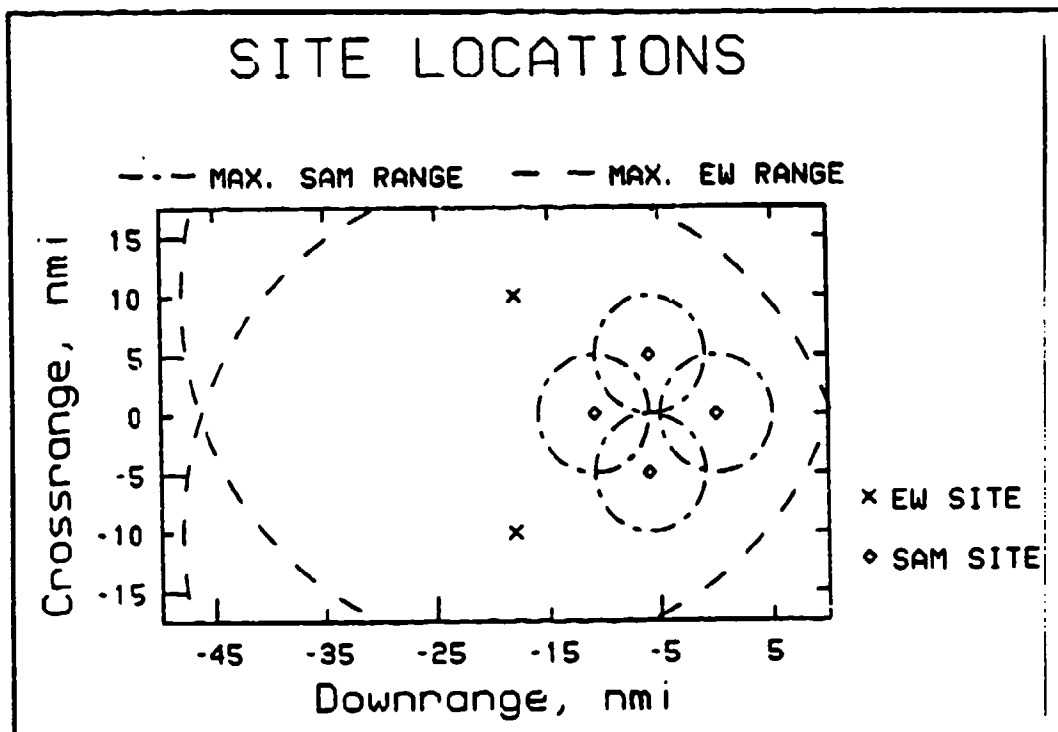 SITE LOCATIONS
MAX. SAM RANGE
MAX. EW RANGE
15
10
5
0
-5
-10
-15
Crossrange, nmi
-45
-35
-25
-15
-5
5
Downrange, nmi
EW SITE
SAM SITE